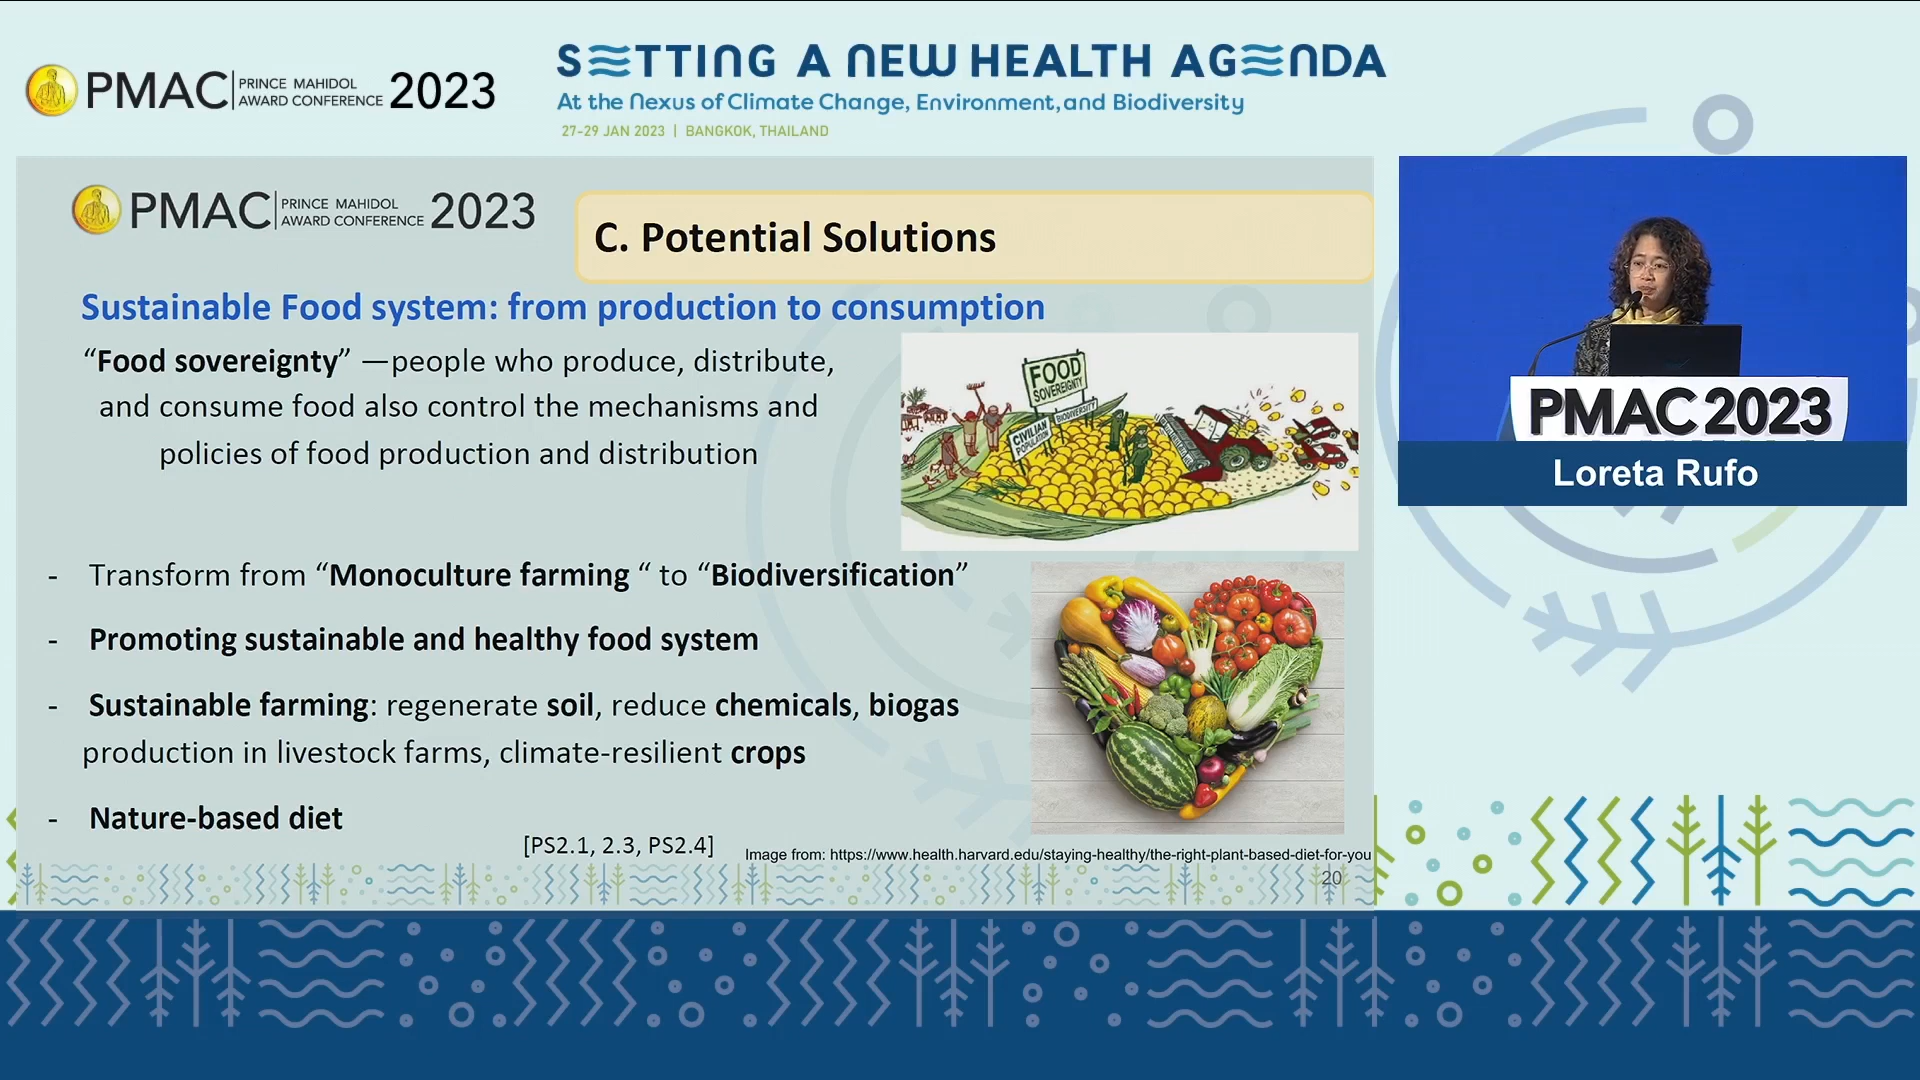 PMAC PRINCE MAHIDOL AWARD CONFERENCE 2023
SETTING A NEW HEALTH AGENDA
At the Nexus of Climate Change, Environment, and Biodiversity
27-29 JAN 2023 | BANGKOK, THAILAND
PMAC PRINCE MAHIDOL AWARD CONFERENCE 2023
C. Potential Solutions
Sustainable Food system: from production to consumption
“Food sovereignty” —people who produce, distribute,
and consume food also control the mechanisms and
policies of food production and distribution
FOOD
SOVEREIGNTY
BIODIVERSITY
CIVILIAN
POPULATION
- Transform from “Monoculture farming “ to “Biodiversification”
- Promoting sustainable and healthy food system
- Sustainable farming: regenerate soil, reduce chemicals, biogas
production in livestock farms, climate-resilient crops
- Nature-based diet
[PS2.1, 2.3, PS2.4]
Image from: https://www.health.harvard.edu/staying-healthy/the-right-plant-based-diet-for-you
20
PMAC 2023
Loreta Rufo